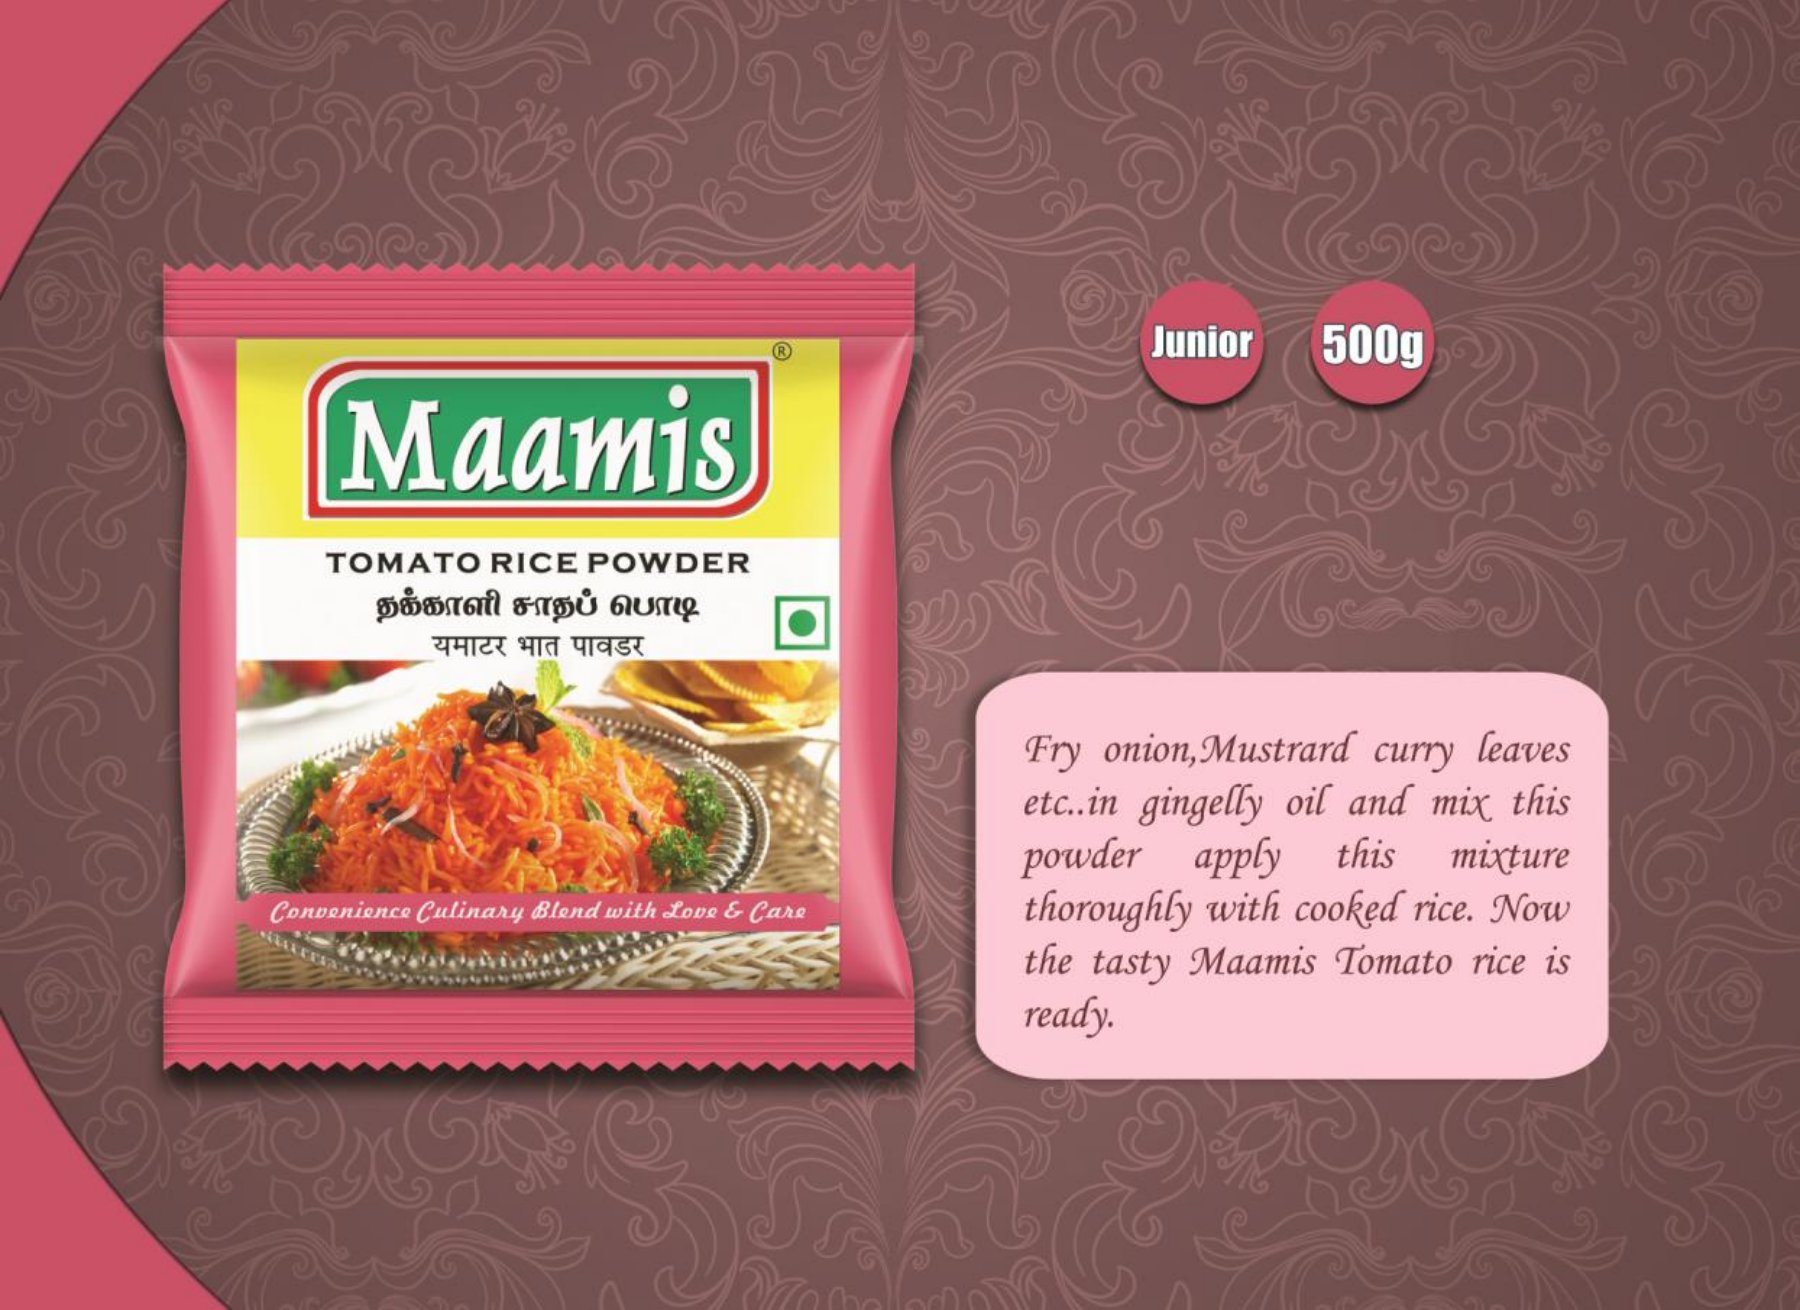 Maamis®
TOMATO RICE POWDER
தக்காளி சாதப் பொடி
यमाटर भात पावडर
Convenience Culinary Blend with Love & Care
Junior
500g
Fry onion,Mustrard curry leaves
etc..in gingelly oil and mix this
powder apply this mixture
thoroughly with cooked rice. Now
the tasty Maamis Tomato rice is
ready.